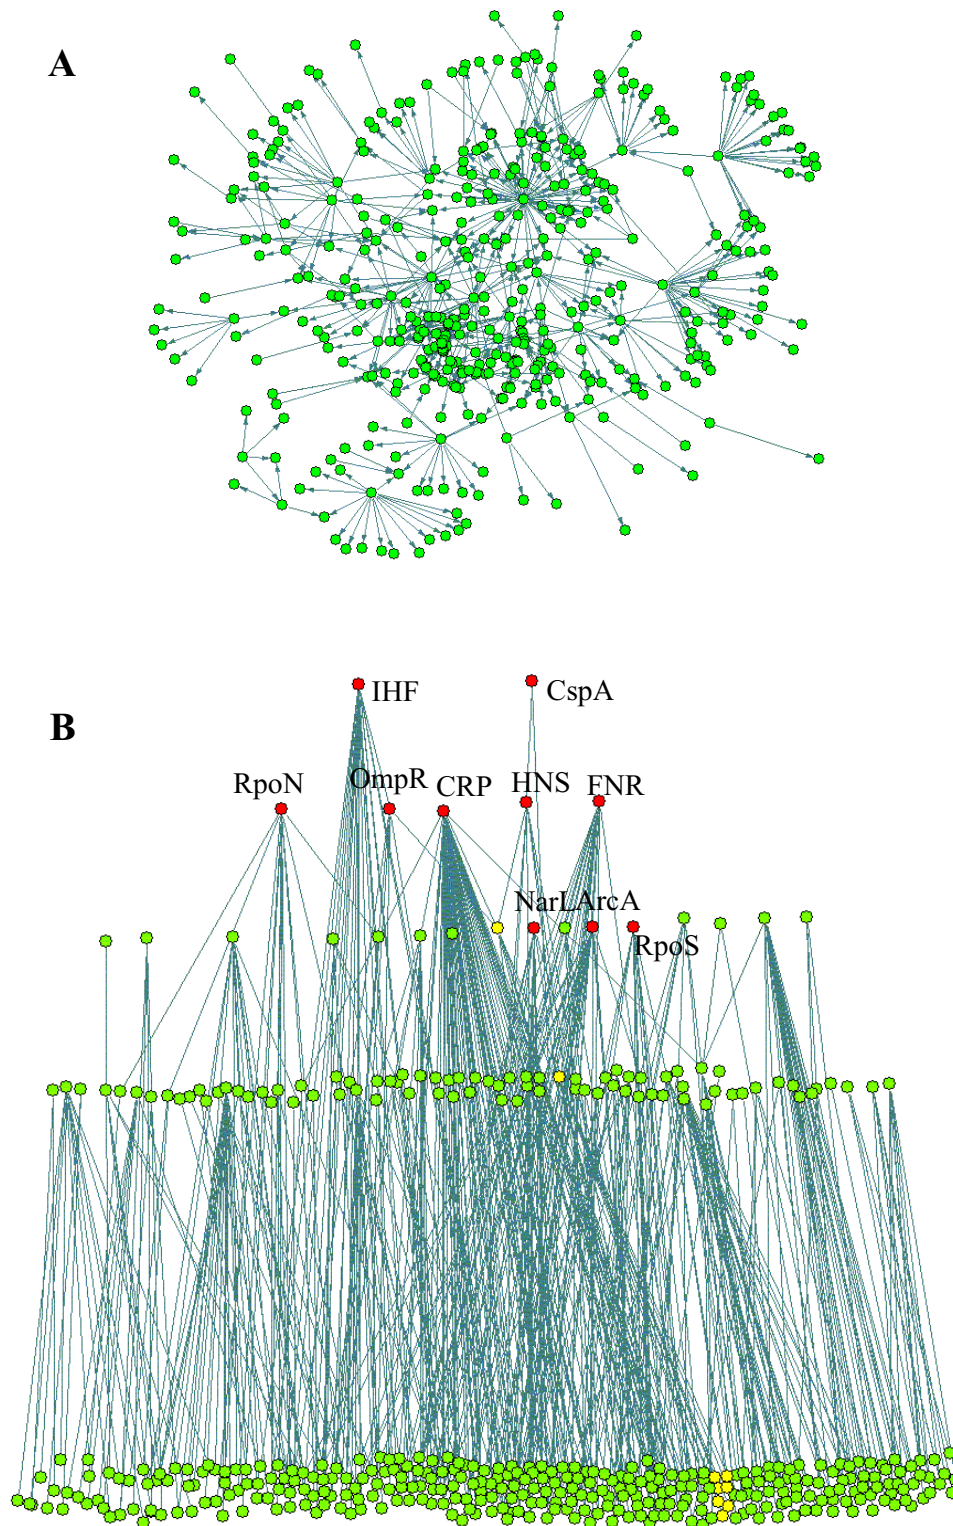 A
B
IHF
CspA
RpoN
OmpR
CRP
HNS
FNR
NarL
ArcA
RpoS